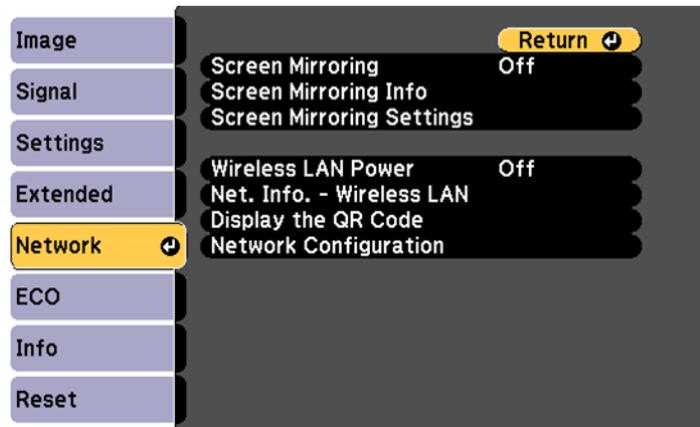 Image
Signal
Settings
Extended
Network
ECO
Info
Reset
Return
Screen Mirroring Off
Screen Mirroring Info
Screen Mirroring Settings
Wireless LAN Power Off
Net. Info. - Wireless LAN
Display the QR Code
Network Configuration